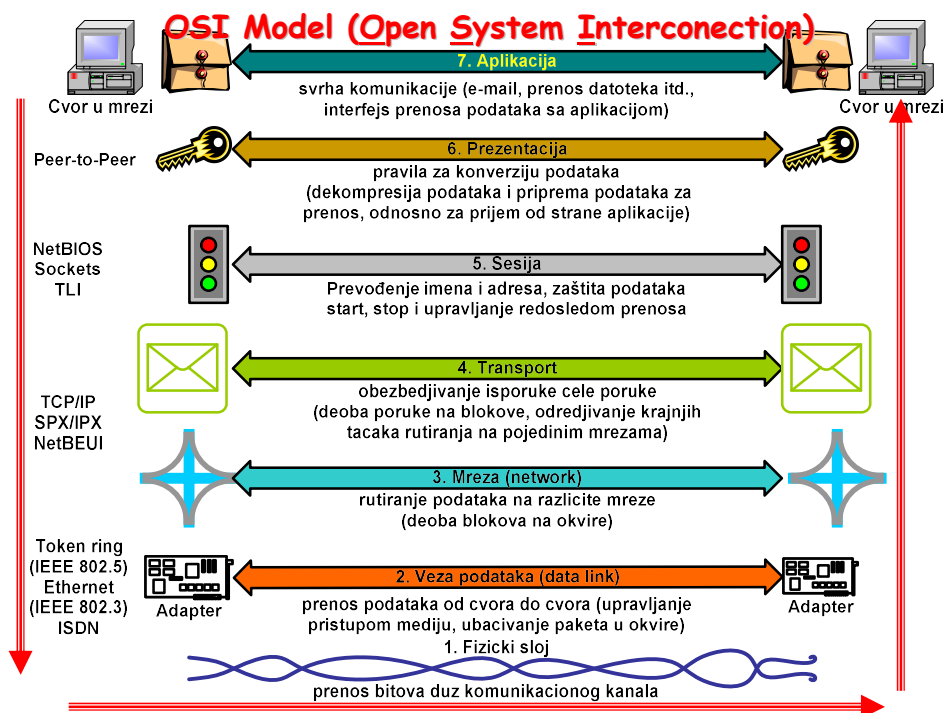 OSI Model (Open System Interconection)
7. Aplikacija
Cvor u mrezi
Cvor u mrezi
svrha komunikacije (e-mail, prenos datoteka itd.,
interfejs prenosa podataka sa aplikacijom)
Peer-to-Peer
6. Prezentacija
pravila za konverziju podataka
(dekompresija podataka i priprema podataka za
prenos, odnosno za prijem od strane aplikacije)
NetBIOS
Sockets
TLI
5. Sesija
Prevođenje imena i adresa, zaštita podataka
start, stop i upravljanje redosledom prenosa
4. Transport
obezbedjivanje isporuke cele poruke
(deoba poruke na blokove, odredjivanje krajnjih
tacaka rutiranja na pojedinim mrezama)
TCP/IP
SPX/IPX
NetBEUI
3. Mreza (network)
rutiranje podataka na razlicite mreze
(deoba blokova na okvire)
Token ring
(IEEE 802.5)
Ethernet
(IEEE 802.3)
ISDN
Adapter
2. Veza podataka (data link)
Adapter
prenos podataka od cvora do cvora (upravljanje
pristupom mediju, ubacivanje paketa u okvire)
1. Fizicki sloj
prenos bitova duz komunikacionog kanala